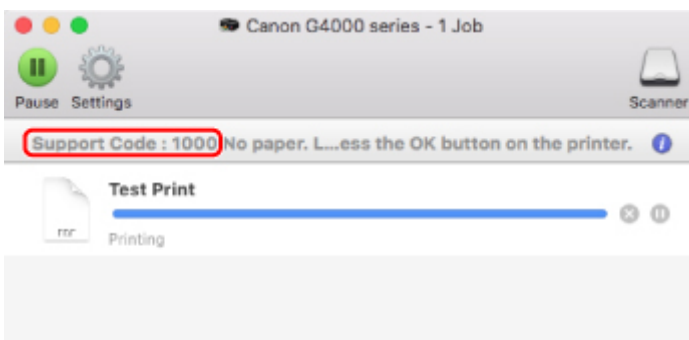 Canon G4000 series - 1 Job
Pause Settings Scanner
Support Code : 1000 No paper. L...ess the OK button on the printer.
Test Print
Printing